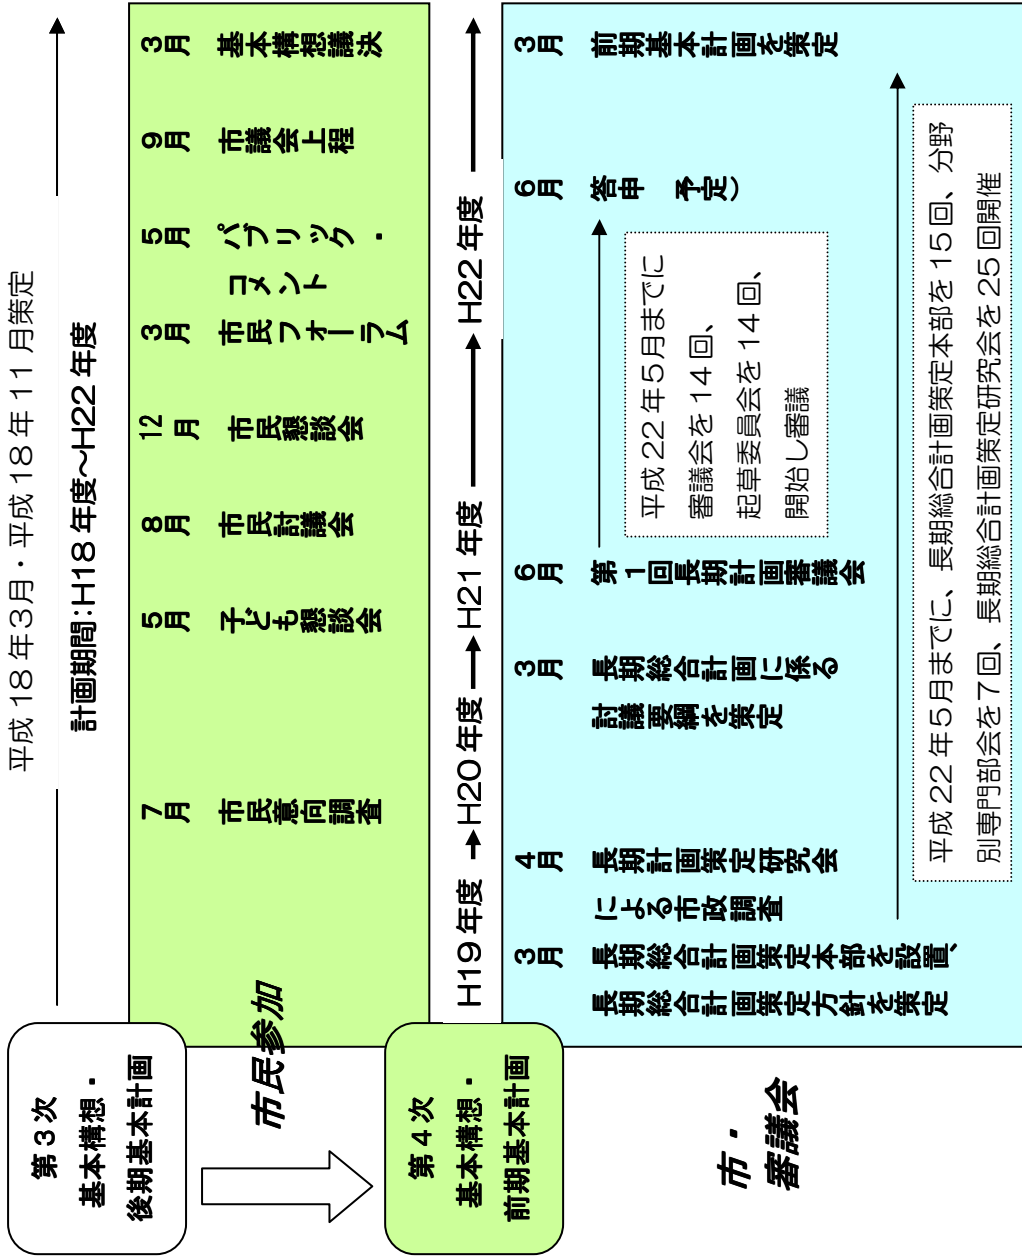 平成18年3月・平成18年11月策定
計画期間:H18年度～H22年度
第3次
基本構想・
後期基本計画
市民参加
7月 市民意向調査
5月 子ども懇談会
8月 市民討議会
12月 市民懇談会
3月 市民フォーラム
5月 パブリック・
コメント
9月 市議会上程
3月 基本構想議決
第4次
基本構想・
前期基本計画
H19年度 → H20年度 → H21年度 → H22年度 →
市・
審議会
3月 長期総合計画策定本部を設置、
長期総合計画策定方針を策定
4月 長期計画策定研究会
による市政調査
3月 長期総合計画に係る
討議要綱を策定
6月 第1回長期計画審議会
6月 答申 予定）
3月 前期基本計画を策定
平成22年5月までに
審議会を14回、
起草委員会を14回、
開始し審議
平成22年5月までに、長期総合計画策定本部を15回、分野
別専門部会を7回、長期総合計画策定研究会を25回開催